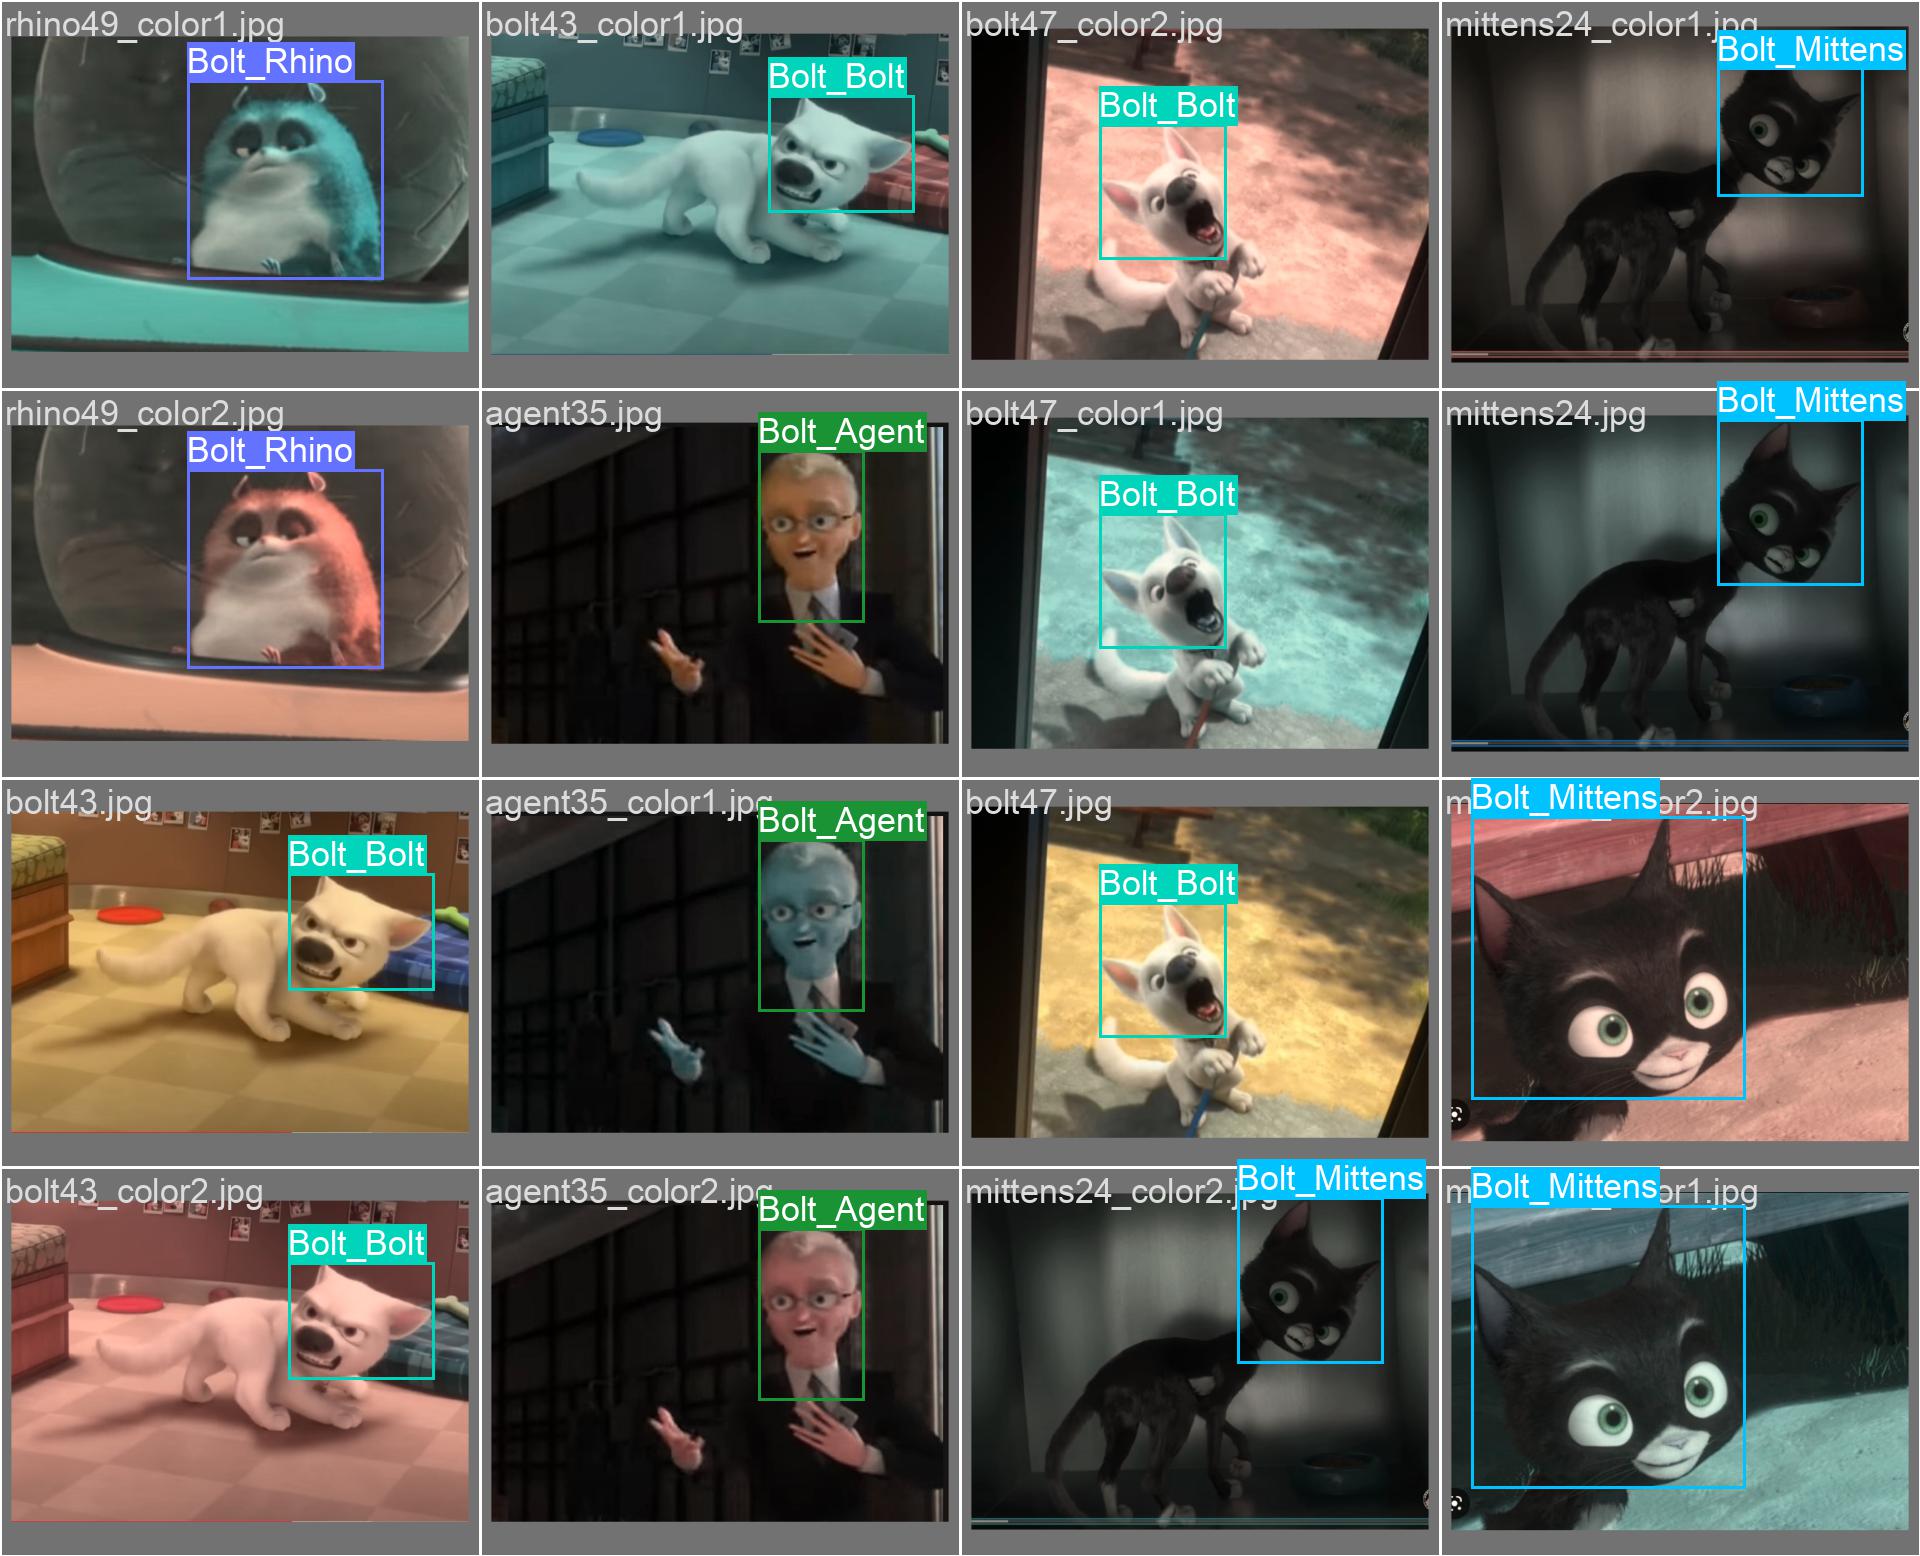 rhino49_color1.jpg
Bolt_Rhino
bolt43_color1.jpg
Bolt_Bolt
bolt47_color2.jpg
Bolt_Bolt
mittens24_color1.jpg
Bolt_Mittens
rhino49_color2.jpg
Bolt_Rhino
agent35.jpg
Bolt_Agent
bolt47_color1.jpg
Bolt_Bolt
mittens24.jpg
Bolt_Mittens
bolt43.jpg
Bolt_Bolt
agent35_color1.jpg
Bolt_Agent
bolt47.jpg
Bolt_Bolt
Bolt_Mittens
or2.jpg
bolt43_color2.jpg
Bolt_Bolt
agent35_color2.jpg
Bolt_Agent
mittens24_color2.jpg
Bolt_Mittens
Bolt_Mittens
or1.jpg